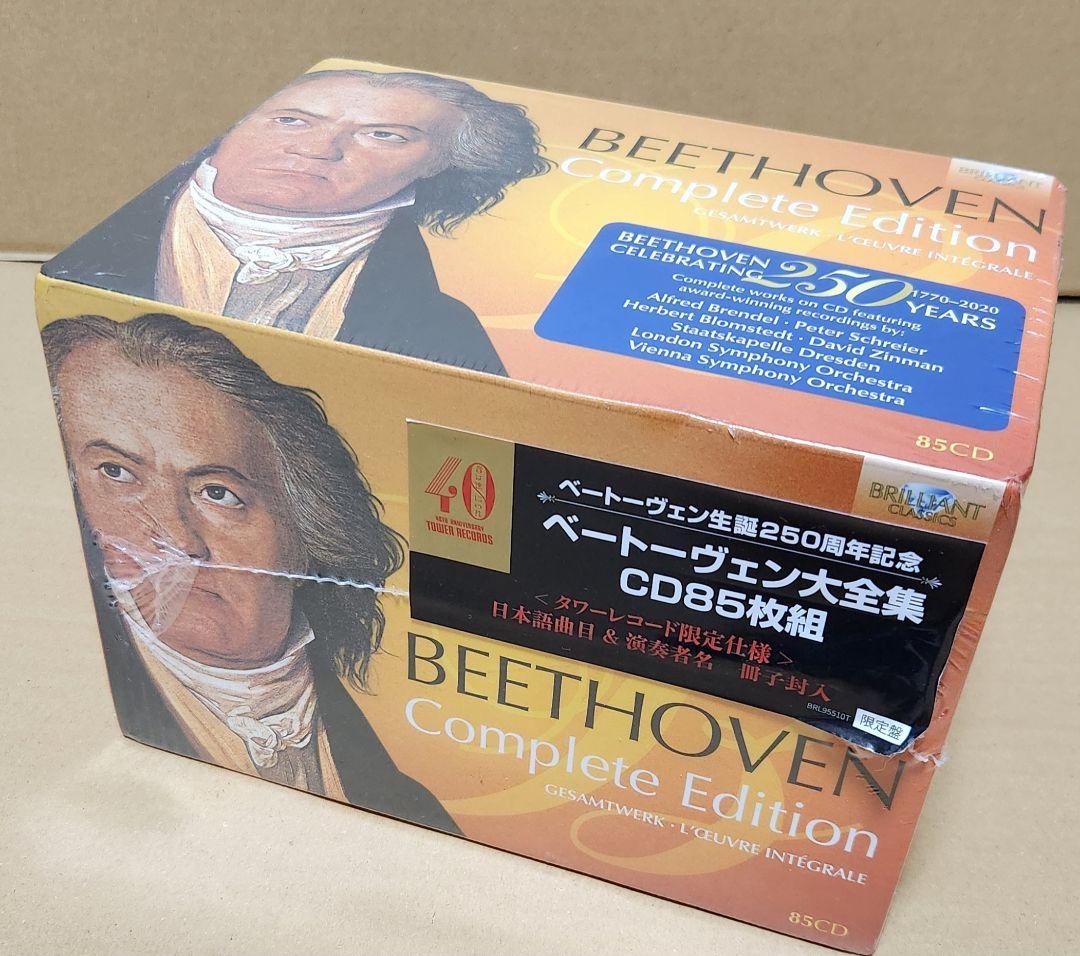 BEETHOVEN
BRILLIANT
Complete Edition
GESAMTWERK · L'ŒUVRE INTÉGRALE
BEETHOVEN
CELEBRATING 250 YEARS
1770–2020
Complete works on CD featuring
award-winning recordings by:
Alfred Brendel · Peter Schreier
Herbert Blomstedt · David Zinman
Staatskapelle Dresden
London Symphony Orchestra
Vienna Symphony Orchestra
85CD
BRILLIANT
CLASSICS
40
40TH ANNIVERSARY
TOWER RECORDS
ベートーヴェン生誕250周年記念
ベートーヴェン大全集
CD85枚組
<タワーレコード限定仕様>
日本語曲目 & 演奏者名 冊子封入
BRL95510T
限定盤
BEETHOVEN
Complete Edition
GESAMTWERK · L'ŒUVRE INTÉGRALE
85CD